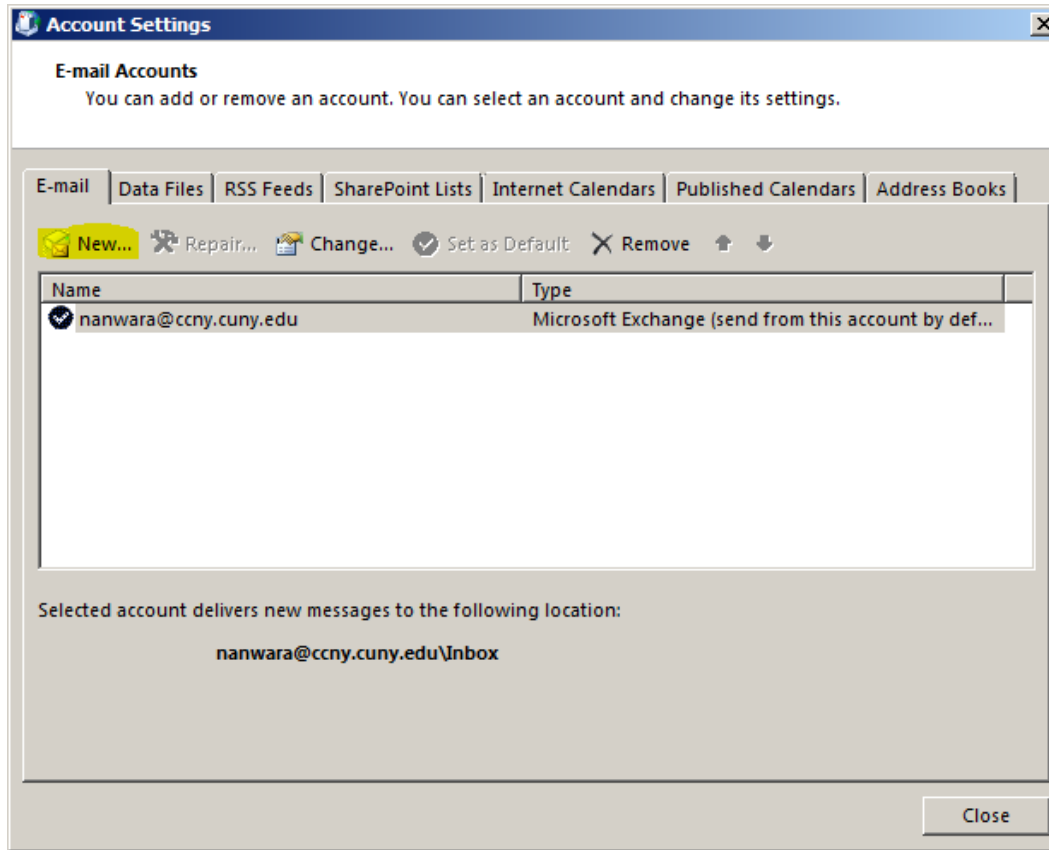 Account Settings
E-mail Accounts
You can add or remove an account. You can select an account and change its settings.
E-mail Data Files RSS Feeds SharePoint Lists Internet Calendars Published Calendars Address Books
New... Repair... Change... Set as Default Remove
Name Type
nanwara@ccny.cuny.edu Microsoft Exchange (send from this account by def...
Selected account delivers new messages to the following location:
nanwara@ccny.cuny.edu\Inbox
Close